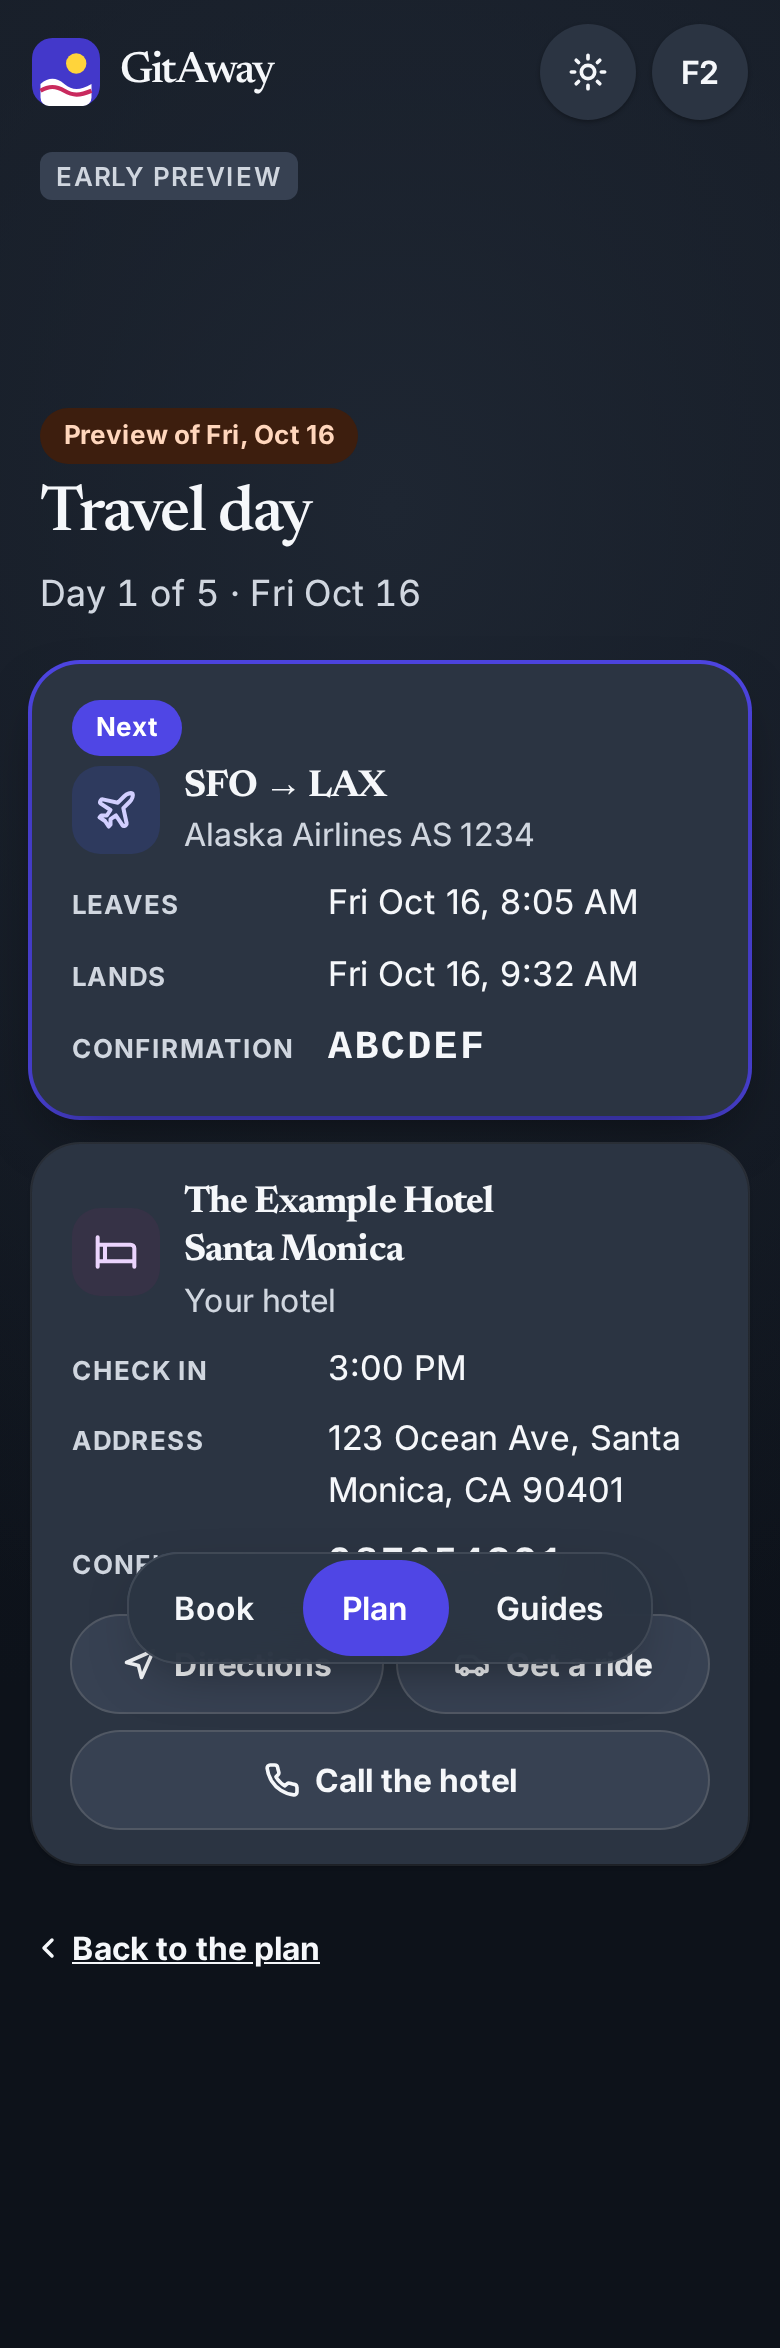 GitAway
F2
EARLY PREVIEW
Preview of Fri, Oct 16
Travel day
Day 1 of 5 · Fri Oct 16
Next
SFO → LAX
Alaska Airlines AS 1234
LEAVES Fri Oct 16, 8:05 AM
LANDS Fri Oct 16, 9:32 AM
CONFIRMATION ABCDEF
The Example Hotel
Santa Monica
Your hotel
CHECK IN 3:00 PM
ADDRESS 123 Ocean Ave, Santa
Monica, CA 90401
Book Plan Guides
Directions Get a ride
Call the hotel
Back to the plan